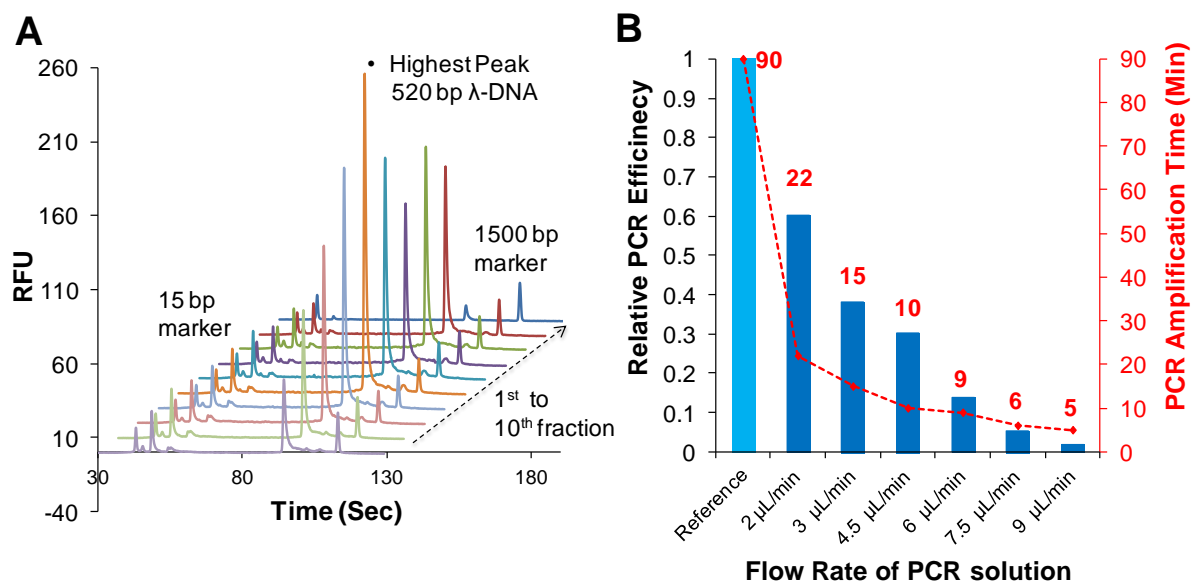 A
260
210
160
110
60
10
-40
RFU
30
80
130
180
Time (Sec)
• Highest Peak
520 bp λ-DNA
1500 bp
marker
15 bp
marker
1st to
10th fraction
B
1
0.9
0.8
0.7
0.6
0.5
0.4
0.3
0.2
0.1
0
Relative PCR Efficinecy
90
22
15
10
9
6
5
90
80
70
60
50
40
30
20
10
0
PCR Amplification Time (Min)
Reference
2 µL/min
3 µL/min
4.5 µL/min
6 µL/min
7.5 µL/min
9 µL/min
Flow Rate of PCR solution